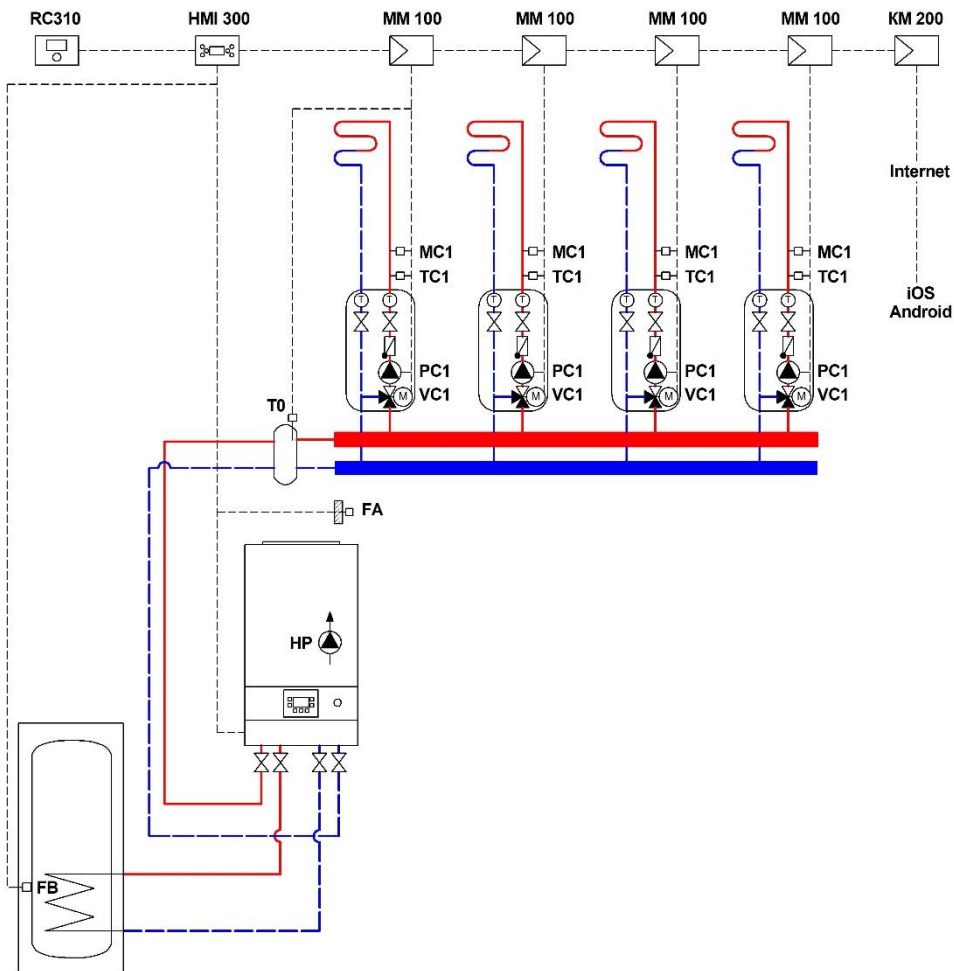 RC310
HMI 300
MM 100
MM 100
MM 100
MM 100
KM 200
Internet
MC1
MC1
MC1
MC1
TC1
TC1
TC1
TC1
iOS
Android
T
T
T
T
T
T
T
T
PC1
PC1
PC1
PC1
M
VC1
M
VC1
M
VC1
M
VC1
T0
FA
HP
FB